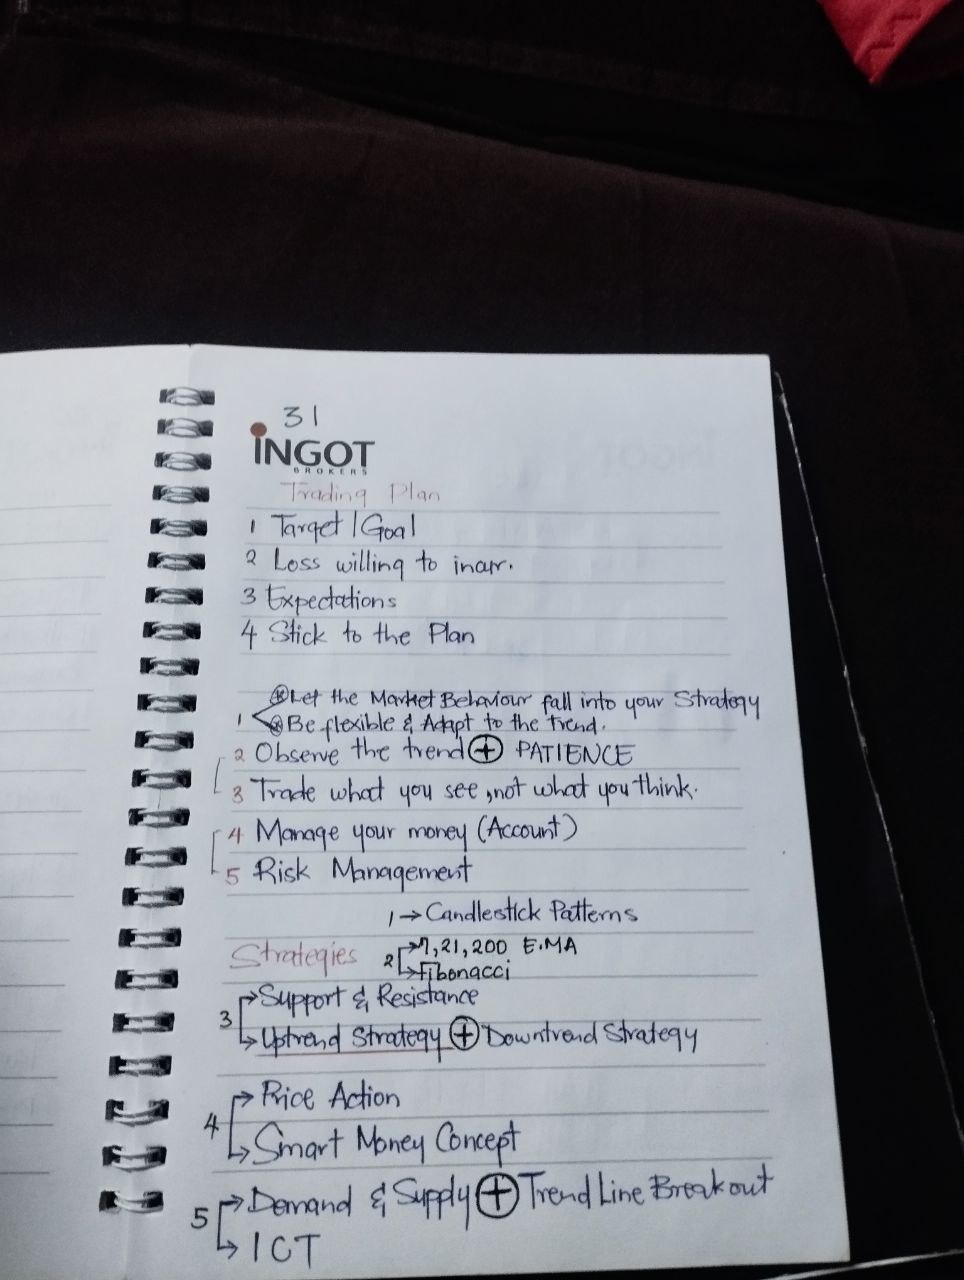 31
INGOT
BROKERS
Trading Plan
1 Target/Goal
2 Loss willing to incurr.
3 Expectations
4 Stick to the Plan
1 * Let the Market Behaviour fall into your Strategy
* Be flexible & Adapt to the trend.
2 Observe the trend + PATIENCE
3 Trade what you see, not what you think.
4 Manage your money (Account)
5 Risk Management
1 → Candlestick Patterns
Strategies 2 → 7,21,200 E.MA
→ Fibonacci
3 → Support & Resistance
→ Uptrend Strategy + Downtrend Strategy
4 → Price Action
→ Smart Money Concept
5 → Demand & Supply + Trend Line Breakout
→ ICT